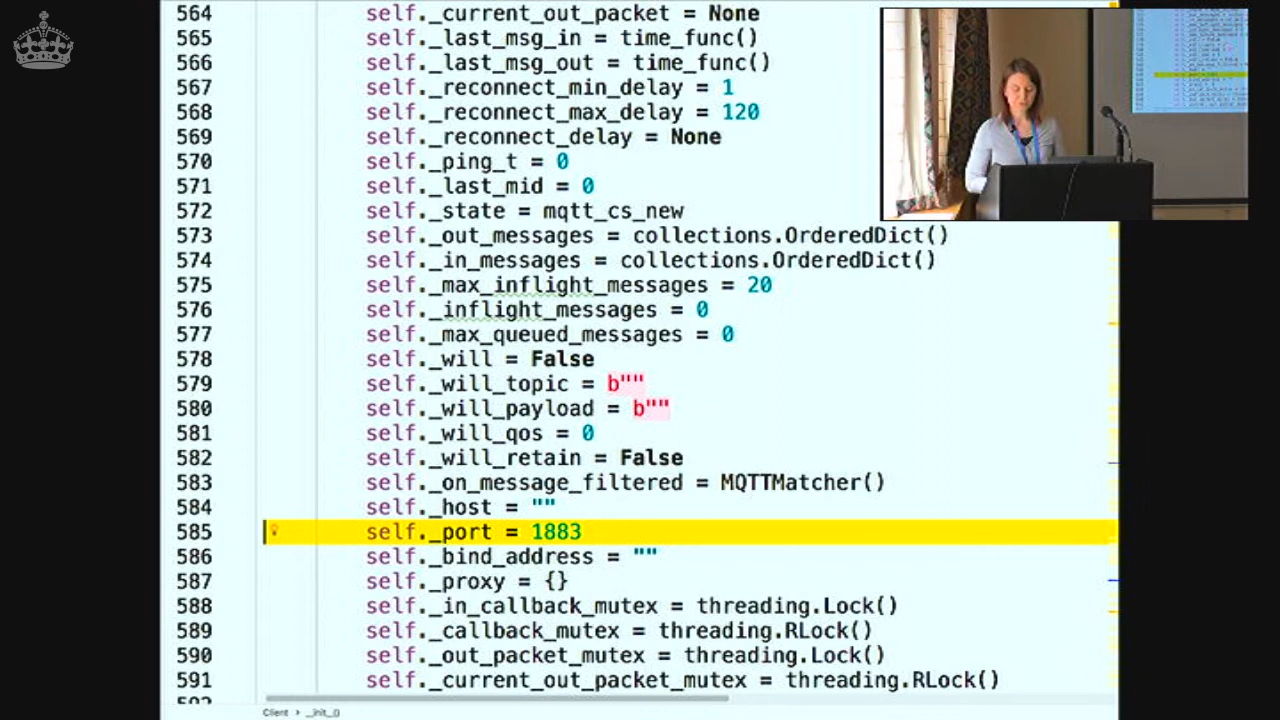 564 self._current_out_packet = None
565 self._last_msg_in = time_func()
566 self._last_msg_out = time_func()
567 self._reconnect_min_delay = 1
568 self._reconnect_max_delay = 120
569 self._reconnect_delay = None
570 self._ping_t = 0
571 self._last_mid = 0
572 self._state = mqtt_cs_new
573 self._out_messages = collections.OrderedDict()
574 self._in_messages = collections.OrderedDict()
575 self._max_inflight_messages = 20
576 self._inflight_messages = 0
577 self._max_queued_messages = 0
578 self._will = False
579 self._will_topic = b""
580 self._will_payload = b""
581 self._will_qos = 0
582 self._will_retain = False
583 self._on_message_filtered = MQTTMatcher()
584 self._host = ""
585 self._port = 1883
586 self._bind_address = ""
587 self._proxy = {}
588 self._in_callback_mutex = threading.Lock()
589 self._callback_mutex = threading.RLock()
590 self._out_packet_mutex = threading.Lock()
591 self._current_out_packet_mutex = threading.RLock()
Client > __init__()